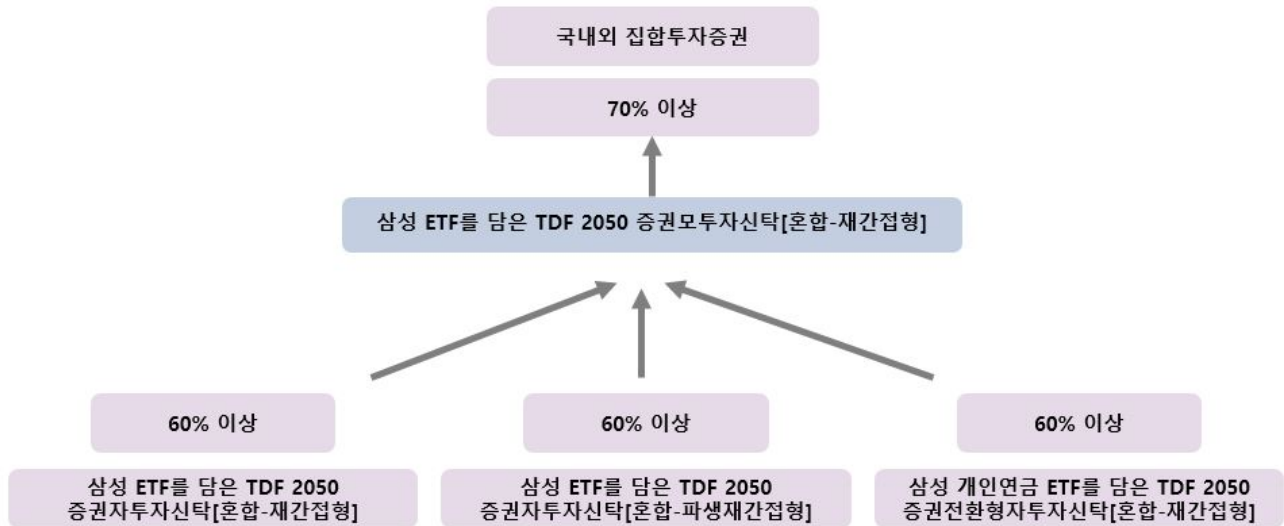 국내외 집합투자증권
70% 이상
삼성 ETF를 담은 TDF 2050 증권모투자신탁[혼합-재간접형]
60% 이상
60% 이상
60% 이상
삼성 ETF를 담은 TDF 2050
증권자투자신탁[혼합-재간접형]
삼성 ETF를 담은 TDF 2050
증권자투자신탁[혼합-파생재간접형]
삼성 개인연금 ETF를 담은 TDF 2050
증권전환형자투자신탁[혼합-재간접형]